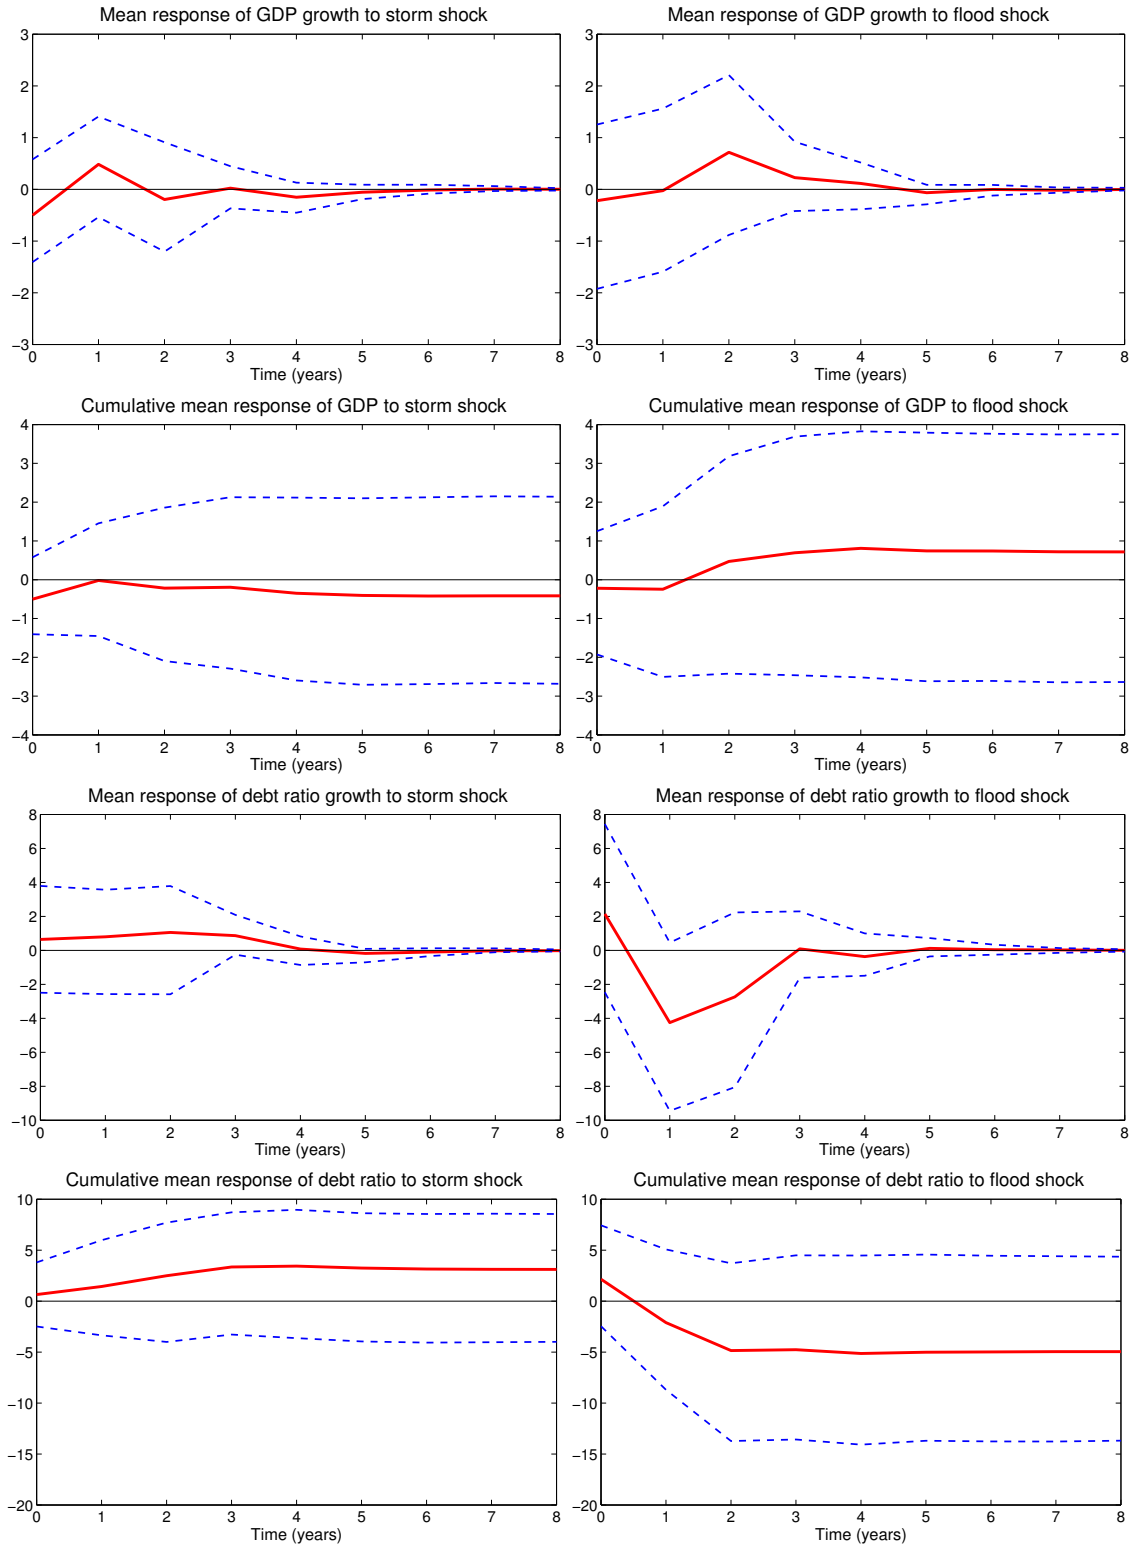 Mean response of GDP growth to storm shock
3
2
1
0
−1
−2
−3
0 1 2 3 4 5 6 7 8
Time (years)
Mean response of GDP growth to flood shock
3
2
1
0
−1
−2
−3
0 1 2 3 4 5 6 7 8
Time (years)
Cumulative mean response of GDP to storm shock
4
3
2
1
0
−1
−2
−3
−4
0 1 2 3 4 5 6 7 8
Time (years)
Cumulative mean response of GDP to flood shock
4
3
2
1
0
−1
−2
−3
−4
0 1 2 3 4 5 6 7 8
Time (years)
Mean response of debt ratio growth to storm shock
8
6
4
2
0
−2
−4
−6
−8
−10
0 1 2 3 4 5 6 7 8
Time (years)
Mean response of debt ratio growth to flood shock
8
6
4
2
0
−2
−4
−6
−8
−10
0 1 2 3 4 5 6 7 8
Time (years)
Cumulative mean response of debt ratio to storm shock
10
5
0
−5
−10
−15
−20
0 1 2 3 4 5 6 7 8
Time (years)
Cumulative mean response of debt ratio to flood shock
10
5
0
−5
−10
−15
−20
0 1 2 3 4 5 6 7 8
Time (years)